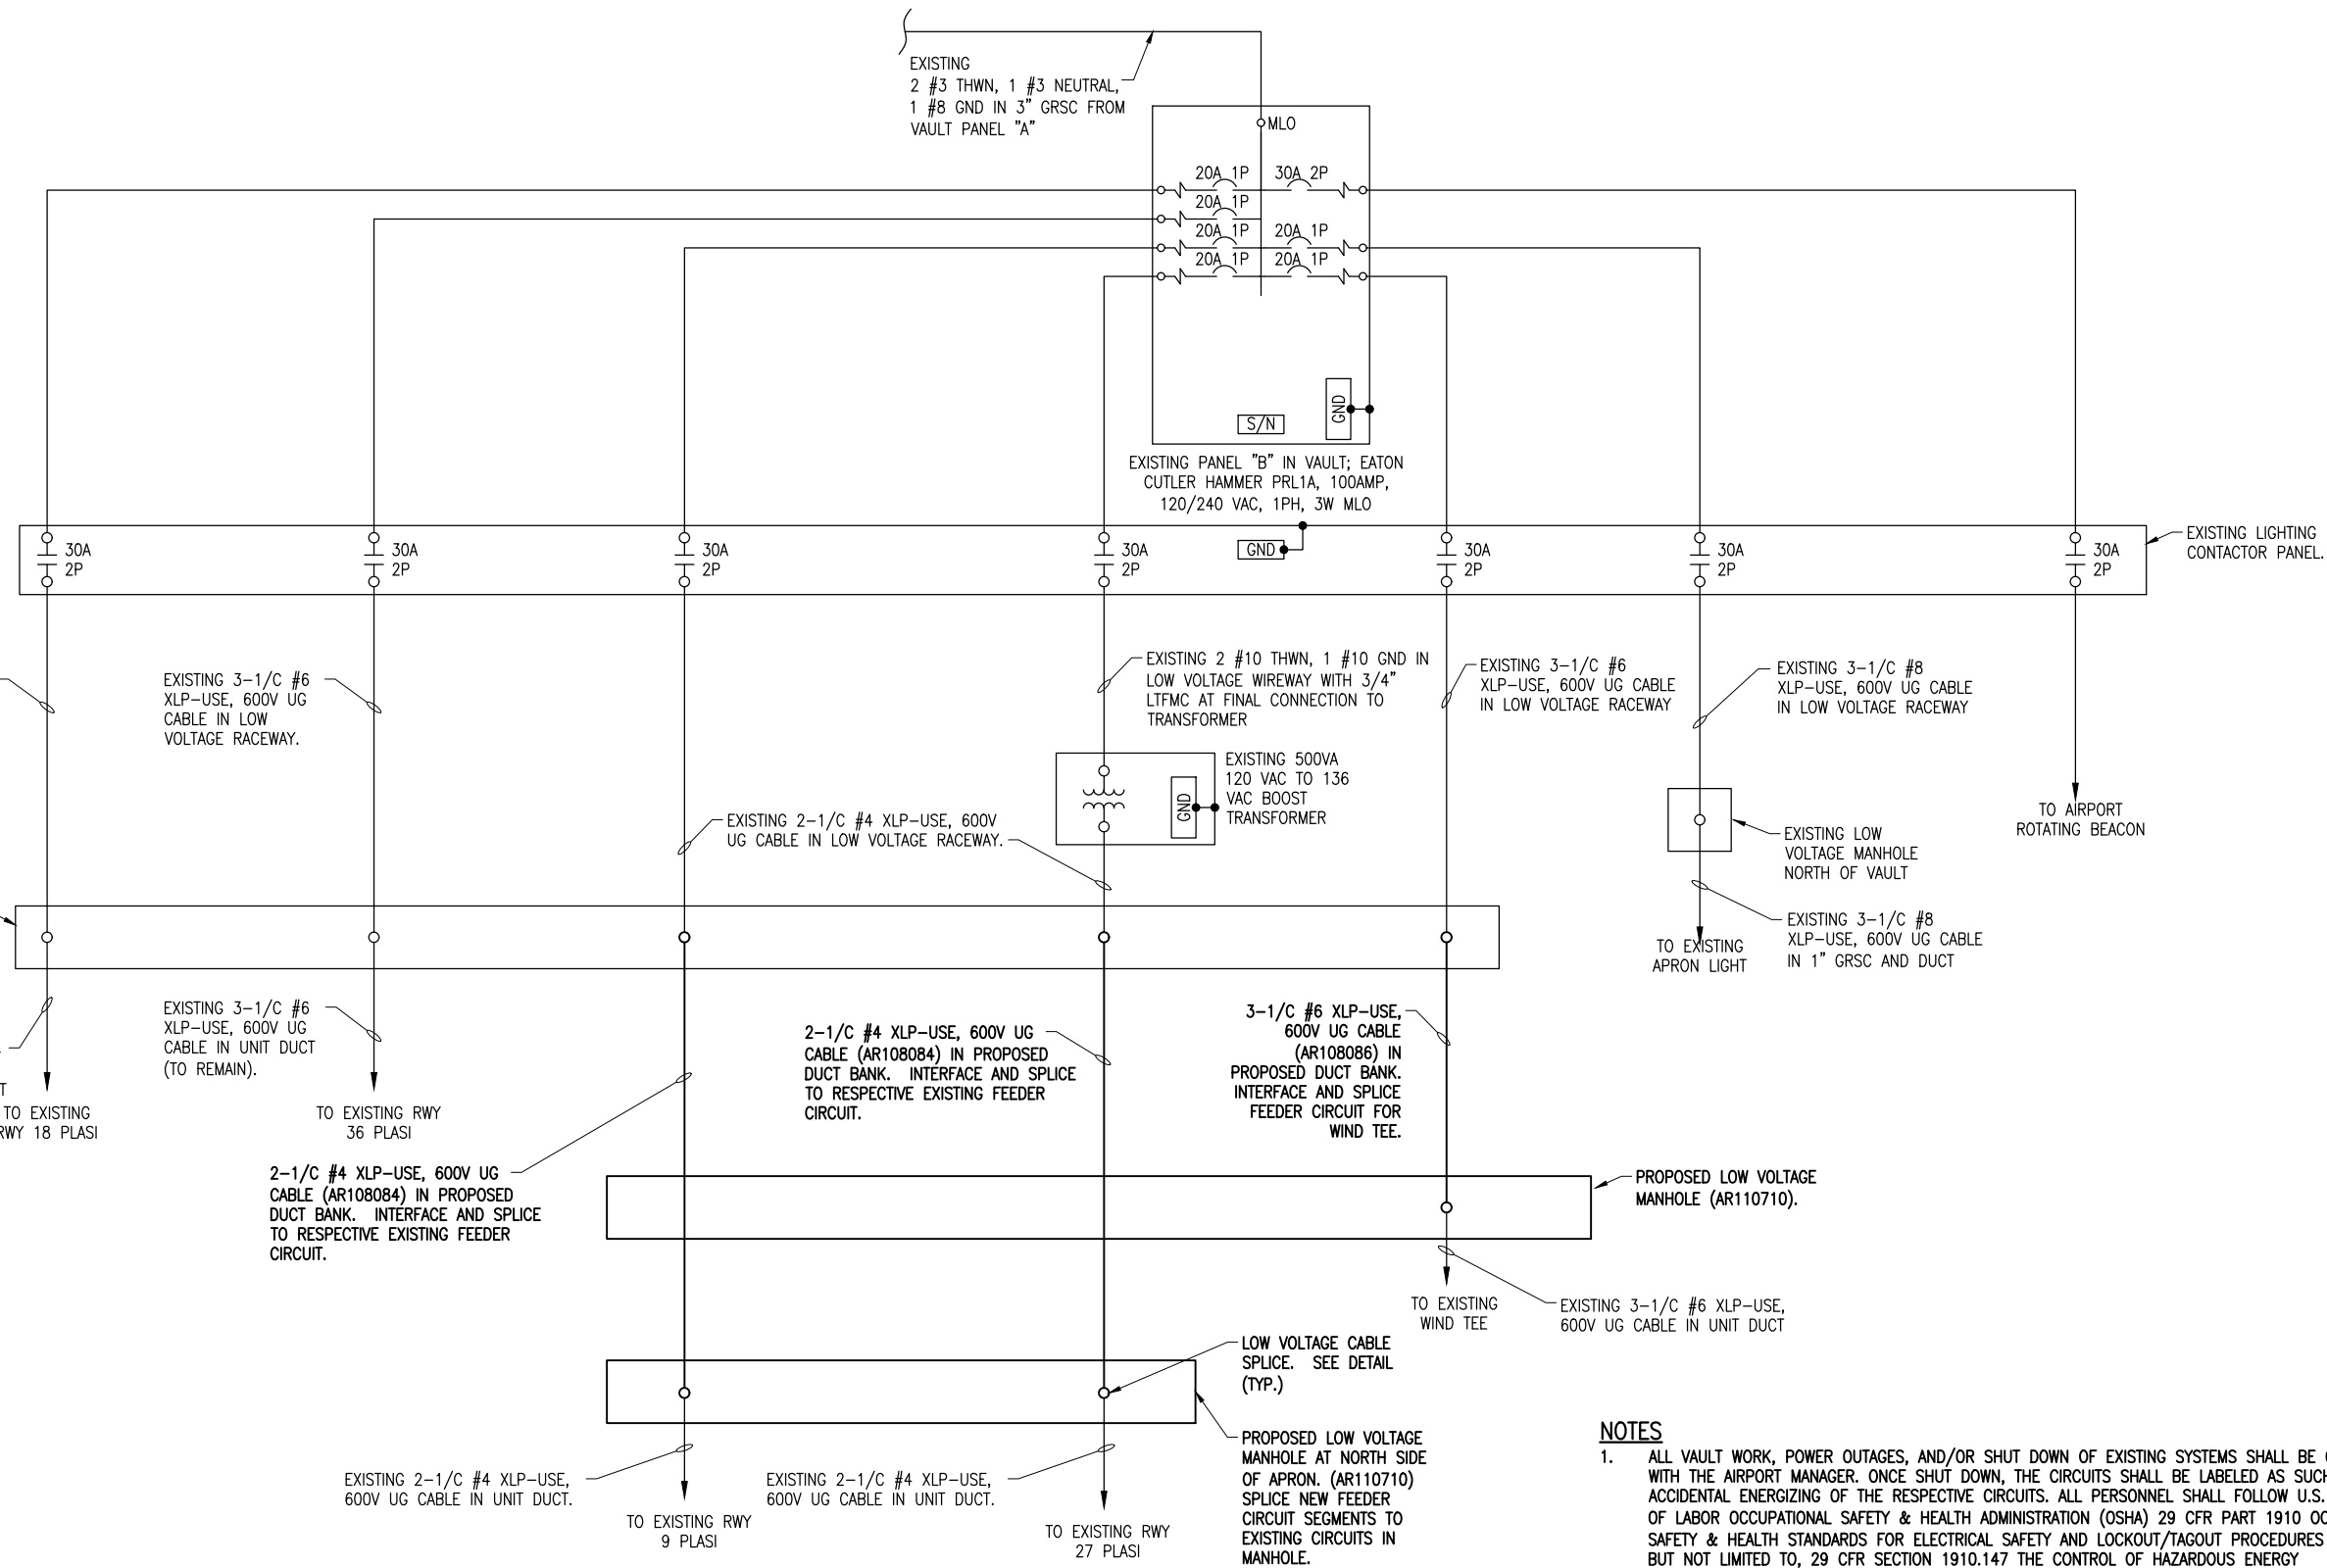 EXISTING
2 #3 THWN, 1 #3 NEUTRAL,
1 #8 GND IN 3" GRSC FROM
VAULT PANEL "A"
MLO
20A 1P
30A 2P
20A 1P
20A 1P
20A 1P
20A 1P
20A 1P
GND
S/N
EXISTING PANEL "B" IN VAULT; EATON
CUTLER HAMMER PRL1A, 100AMP,
120/240 VAC, 1PH, 3W MLO
30A
2P
30A
2P
30A
2P
30A
2P
GND
30A
2P
30A
2P
30A
2P
EXISTING LIGHTING
CONTACTOR PANEL.
EXISTING 3-1/C #6
XLP-USE, 600V UG
CABLE IN LOW
VOLTAGE RACEWAY.
EXISTING 2 #10 THWN, 1 #10 GND IN
LOW VOLTAGE WIREWAY WITH 3/4"
LTFMC AT FINAL CONNECTION TO
TRANSFORMER
EXISTING 3-1/C #6
XLP-USE, 600V UG CABLE
IN LOW VOLTAGE RACEWAY
EXISTING 3-1/C #8
XLP-USE, 600V UG CABLE
IN LOW VOLTAGE RACEWAY
GND
EXISTING 500VA
120 VAC TO 136
VAC BOOST
TRANSFORMER
EXISTING 2-1/C #4 XLP-USE, 600V
UG CABLE IN LOW VOLTAGE RACEWAY.
EXISTING LOW
VOLTAGE MANHOLE
NORTH OF VAULT
TO AIRPORT
ROTATING BEACON
TO EXISTING
APRON LIGHT
EXISTING 3-1/C #8
XLP-USE, 600V UG CABLE
IN 1" GRSC AND DUCT
EXISTING 3-1/C #6
XLP-USE, 600V UG
CABLE IN UNIT DUCT
(TO REMAIN).
T
TO EXISTING
RWY 18 PLASI
TO EXISTING RWY
36 PLASI
2-1/C #4 XLP-USE, 600V UG
CABLE (AR108084) IN PROPOSED
DUCT BANK. INTERFACE AND SPLICE
TO RESPECTIVE EXISTING FEEDER
CIRCUIT.
3-1/C #6 XLP-USE,
600V UG CABLE
(AR108086) IN
PROPOSED DUCT BANK.
INTERFACE AND SPLICE
FEEDER CIRCUIT FOR
WIND TEE.
2-1/C #4 XLP-USE, 600V UG
CABLE (AR108084) IN PROPOSED
DUCT BANK. INTERFACE AND SPLICE
TO RESPECTIVE EXISTING FEEDER
CIRCUIT.
PROPOSED LOW VOLTAGE
MANHOLE (AR110710).
TO EXISTING
WIND TEE
EXISTING 3-1/C #6 XLP-USE,
600V UG CABLE IN UNIT DUCT
LOW VOLTAGE CABLE
SPLICE. SEE DETAIL
(TYP.)
PROPOSED LOW VOLTAGE
MANHOLE AT NORTH SIDE
OF APRON. (AR110710)
SPLICE NEW FEEDER
CIRCUIT SEGMENTS TO
EXISTING CIRCUITS IN
MANHOLE.
EXISTING 2-1/C #4 XLP-USE,
600V UG CABLE IN UNIT DUCT.
EXISTING 2-1/C #4 XLP-USE,
600V UG CABLE IN UNIT DUCT.
TO EXISTING RWY
9 PLASI
TO EXISTING RWY
27 PLASI
NOTES
1. ALL VAULT WORK, POWER OUTAGES, AND/OR SHUT DOWN OF EXISTING SYSTEMS SHALL BE
WITH THE AIRPORT MANAGER. ONCE SHUT DOWN, THE CIRCUITS SHALL BE LABELED AS SUCH
ACCIDENTAL ENERGIZING OF THE RESPECTIVE CIRCUITS. ALL PERSONNEL SHALL FOLLOW U.S.
OF LABOR OCCUPATIONAL SAFETY & HEALTH ADMINISTRATION (OSHA) 29 CFR PART 1910
SAFETY & HEALTH STANDARDS FOR ELECTRICAL SAFETY AND LOCKOUT/TAGOUT PROCEDURES
BUT NOT LIMITED TO, 29 CFR SECTION 1910.147 THE CONTROL OF HAZARDOUS ENERGY